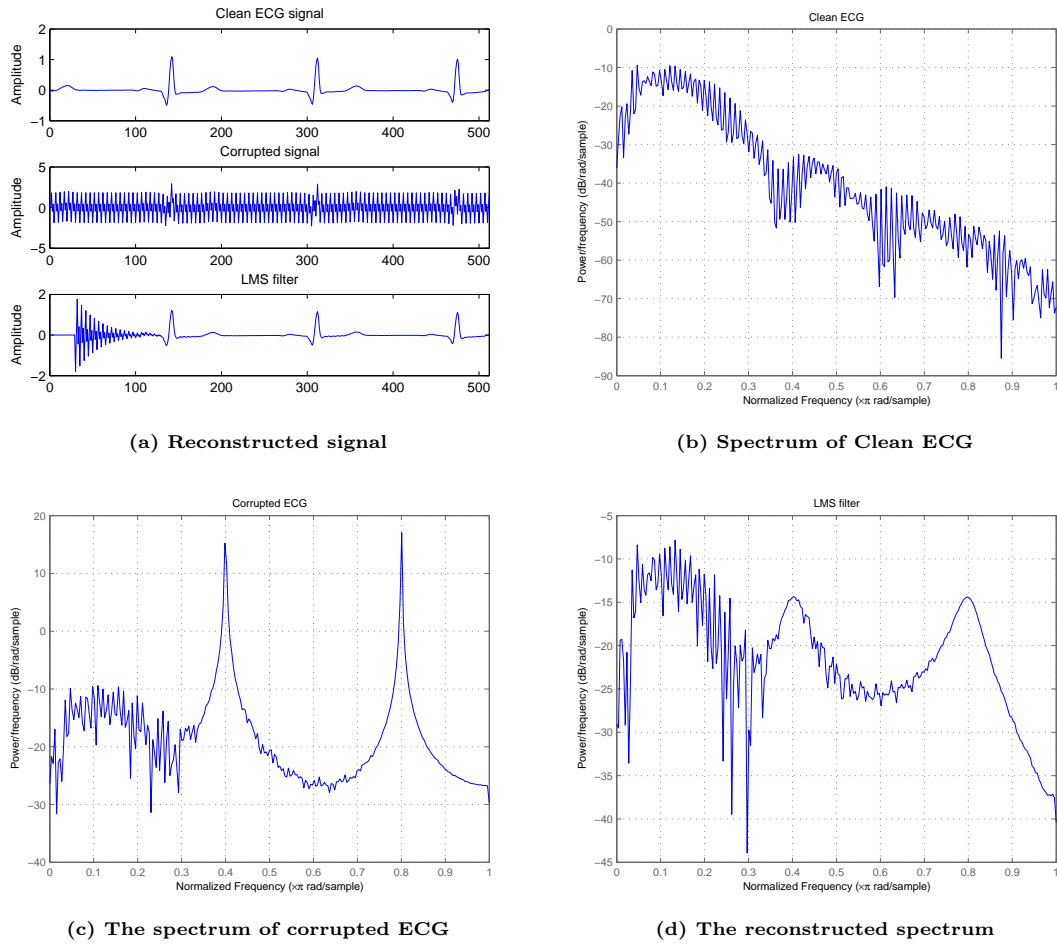 Clean ECG signal
Amplitude
2
1
0
−1
0 100 200 300 400 500
Corrupted signal
Amplitude
5
0
−5
0 100 200 300 400 500
LMS filter
Amplitude
2
0
−2
0 100 200 300 400 500
(a) Reconstructed signal
Clean ECG
Power/frequency (dB/rad/sample)
0
−10
−20
−30
−40
−50
−60
−70
−80
−90
0 0.1 0.2 0.3 0.4 0.5 0.6 0.7 0.8 0.9 1
Normalized Frequency (×π rad/sample)
(b) Spectrum of Clean ECG
Corrupted ECG
Power/frequency (dB/rad/sample)
20
10
0
−10
−20
−30
−40
0 0.1 0.2 0.3 0.4 0.5 0.6 0.7 0.8 0.9 1
Normalized Frequency (×π rad/sample)
(c) The spectrum of corrupted ECG
LMS filter
Power/frequency (dB/rad/sample)
−5
−10
−15
−20
−25
−30
−35
−40
−45
0 0.1 0.2 0.3 0.4 0.5 0.6 0.7 0.8 0.9 1
Normalized Frequency (×π rad/sample)
(d) The reconstructed spectrum